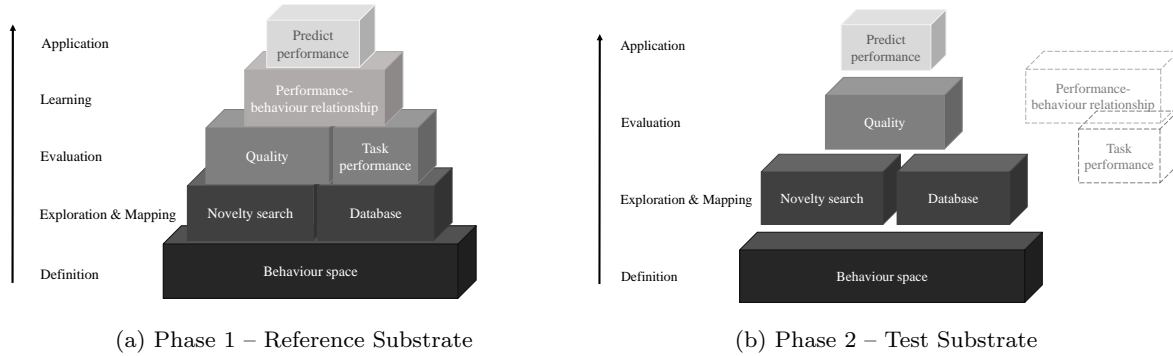 Application
Predict
performance
Learning
Performance-
behaviour relationship
Evaluation
Quality
Task
performance
Exploration & Mapping
Novelty search
Database
Definition
Behaviour space
(a) Phase 1 – Reference Substrate
Application
Predict
performance
Performance-
behaviour relationship
Evaluation
Quality
Task
performance
Exploration & Mapping
Novelty search
Database
Definition
Behaviour space
(b) Phase 2 – Test Substrate